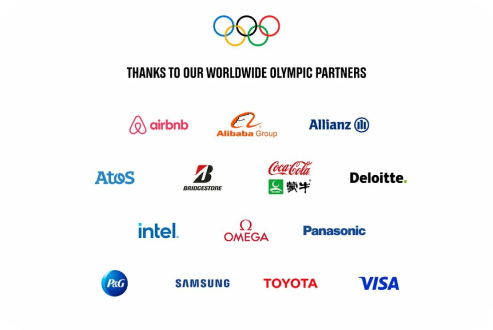 THANKS TO OUR WORLDWIDE OLYMPIC PARTNERS
airbnb
Alibaba Group
Allianz
Atos
BRIDGESTONE
Coca-Cola
蒙牛
Deloitte.
intel.
OMEGA
Panasonic
P&G
SAMSUNG
TOYOTA
VISA